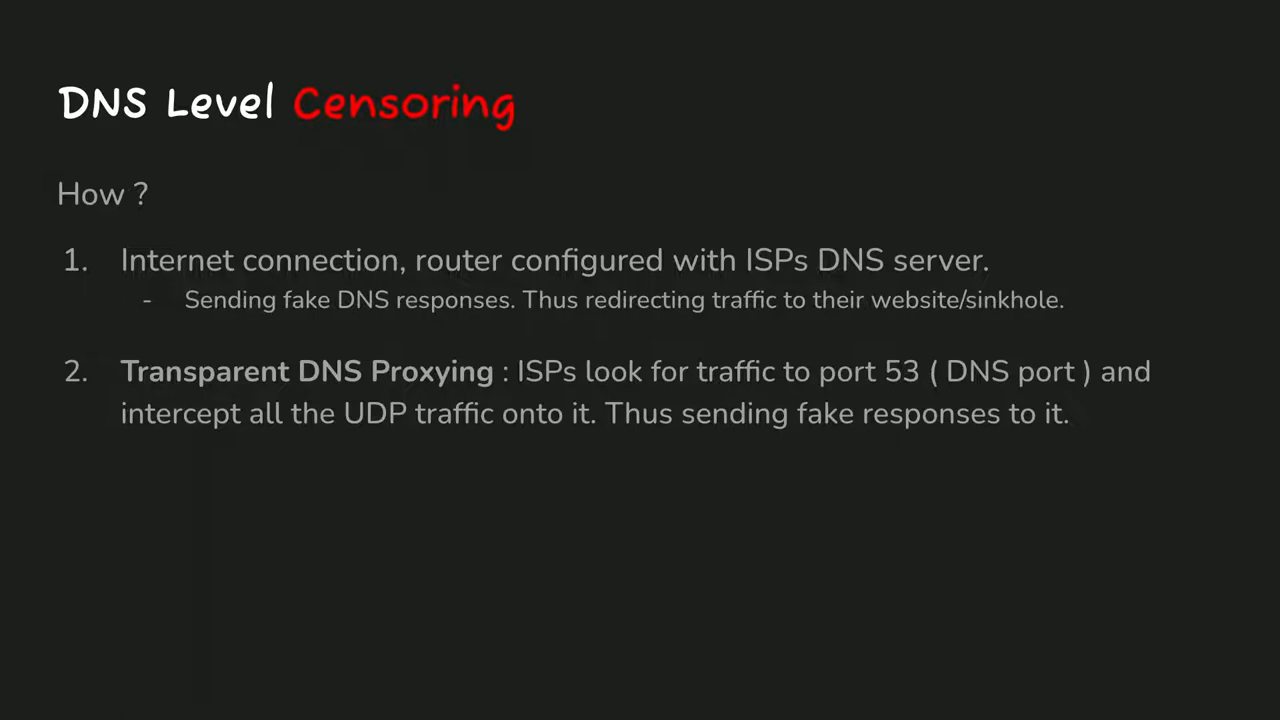 DNS Level Censoring
How ?
1. Internet connection, router configured with ISPs DNS server.
- Sending fake DNS responses. Thus redirecting traffic to their website/sinkhole.
2. Transparent DNS Proxying : ISPs look for traffic to port 53 ( DNS port ) and
intercept all the UDP traffic onto it. Thus sending fake responses to it.